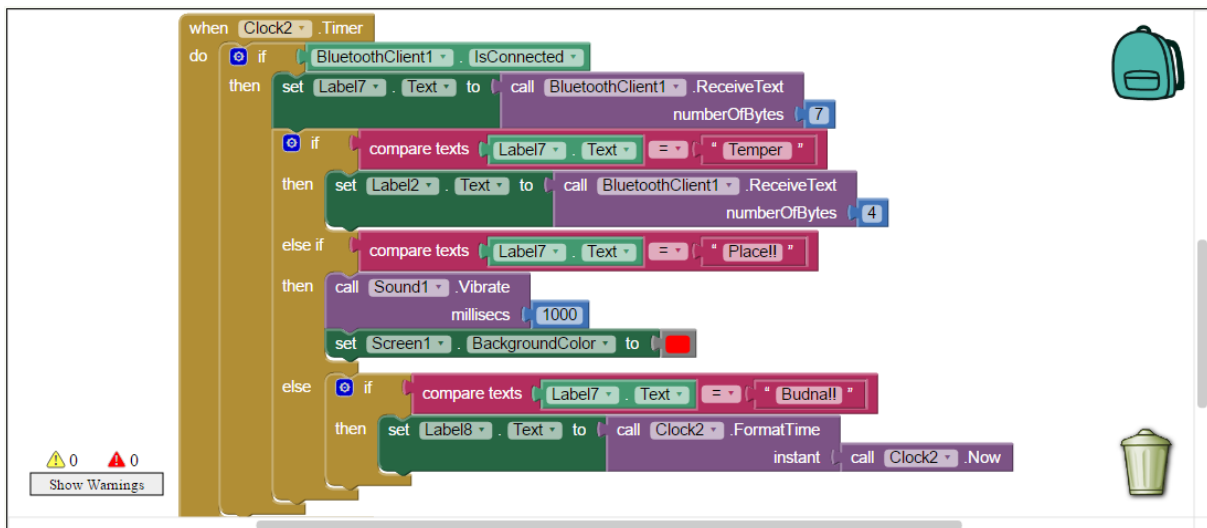 when Clock2 .Timer
do if BluetoothClient1 . IsConnected
then set Label7 . Text to call BluetoothClient1 .ReceiveText
numberOfBytes 7
if compare texts Label7 . Text = " Temper "
then set Label2 . Text to call BluetoothClient1 .ReceiveText
numberOfBytes 4
else if compare texts Label7 . Text = " Place!! "
then call Sound1 .Vibrate
millisecs 1000
set Screen1 . BackgroundColor to
else if compare texts Label7 . Text = " Budna!! "
then set Label8 . Text to call Clock2 .FormatTime
instant call Clock2 .Now
0 0
Show Warnings